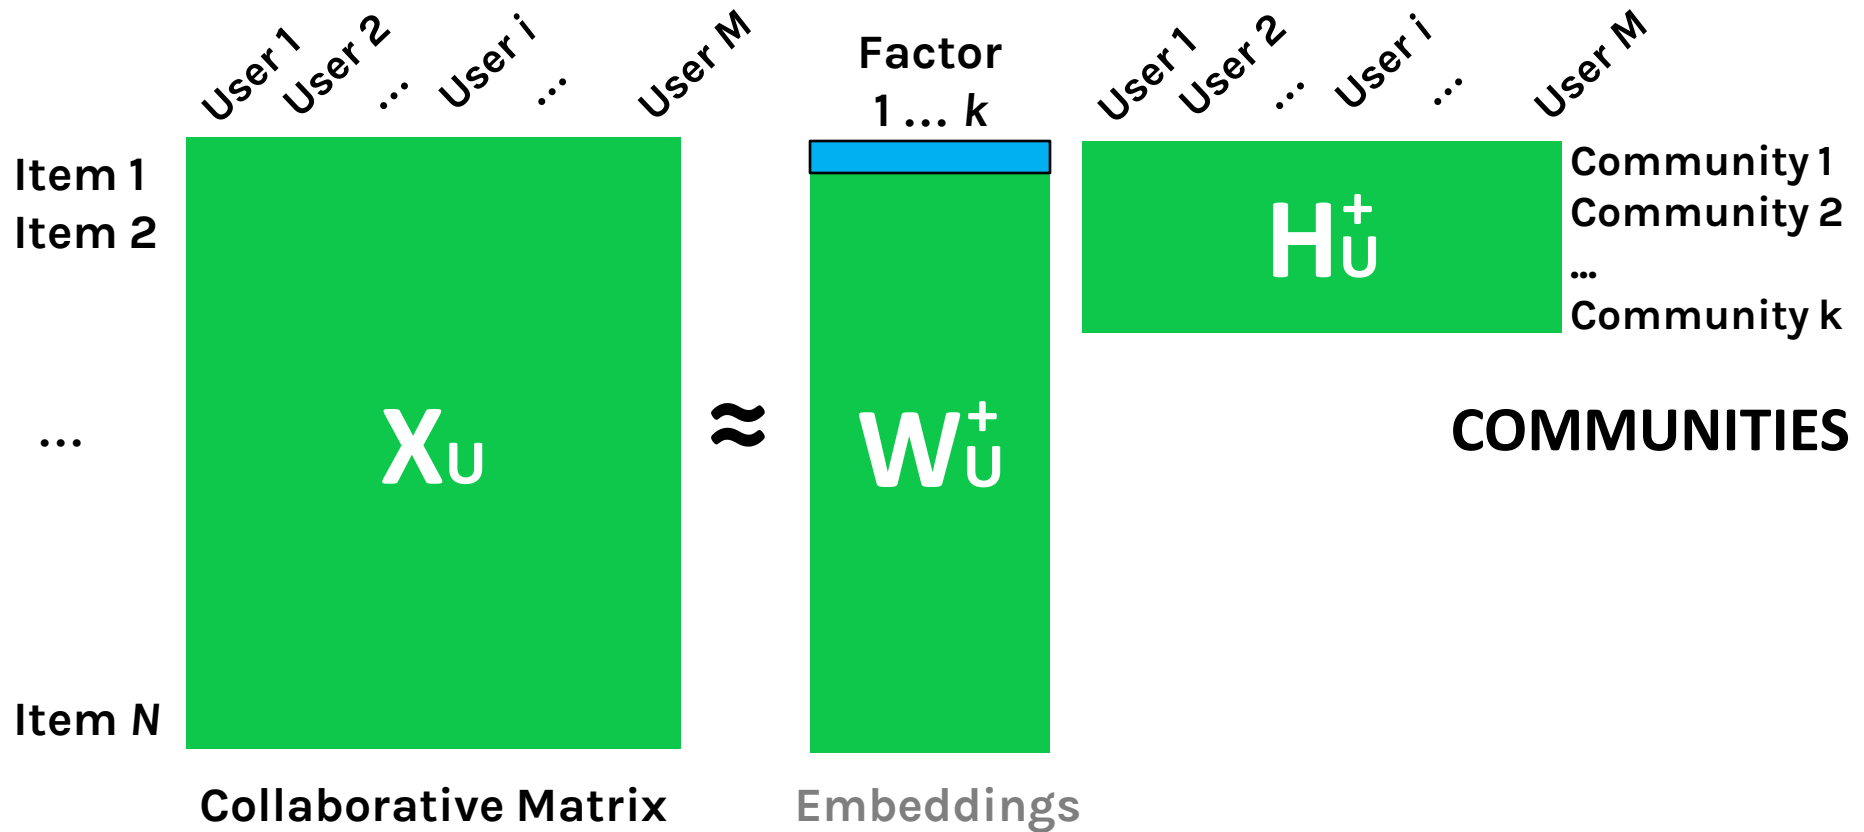 User 1 User 2 ... User i ... User M
Factor
1 ... k
User 1 User 2 ... User i ... User M
Item 1
Item 2
...
Item N
X U
≈
W + U
H + U
Community 1
Community 2
...
Community k
COMMUNITIES
Collaborative Matrix
Embeddings